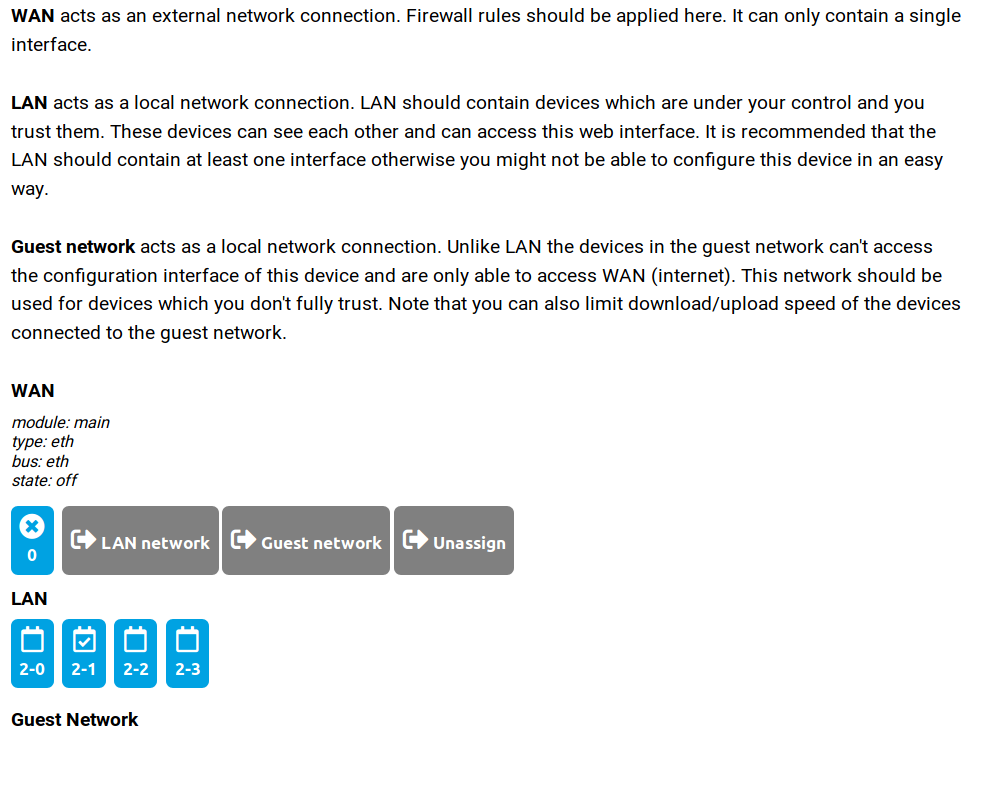 WAN acts as an external network connection. Firewall rules should be applied here. It can only contain a single
interface.
LAN acts as a local network connection. LAN should contain devices which are under your control and you
trust them. These devices can see each other and can access this web interface. It is recommended that the
LAN should contain at least one interface otherwise you might not be able to configure this device in an easy
way.
Guest network acts as a local network connection. Unlike LAN the devices in the guest network can't access
the configuration interface of this device and are only able to access WAN (internet). This network should be
used for devices which you don't fully trust. Note that you can also limit download/upload speed of the devices
connected to the guest network.
WAN
module: main
type: eth
bus: eth
state: off
0 LAN network Guest network Unassign
LAN
2-0 2-1 2-2 2-3
Guest Network